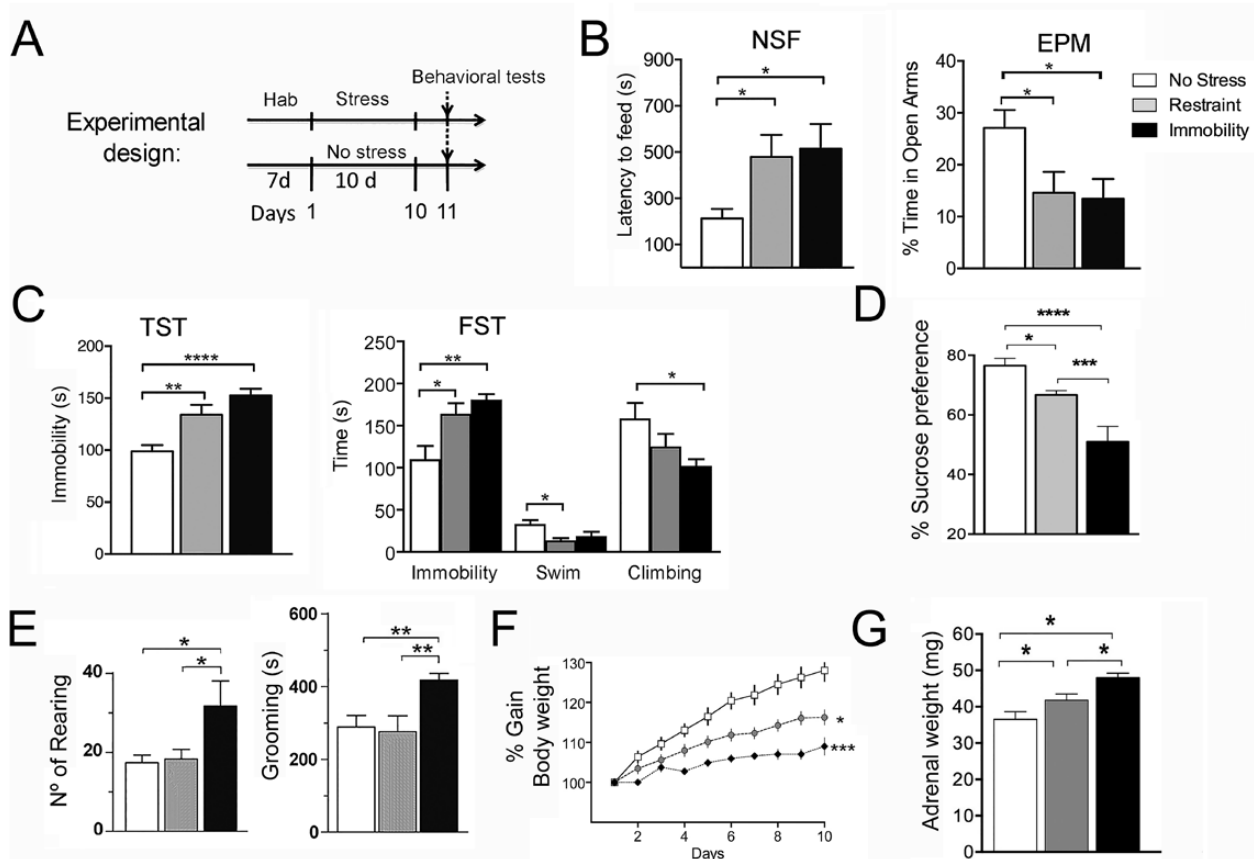 A
Experimental
design:
Behavioral tests
Hab
Stress
No stress
7d
10 d
Days
1
10
11
B
NSF
Latency to feed (s)
900
700
500
300
100
*
*
EPM
% Time in Open Arms
40
30
20
10
0
*
*
No Stress
Restraint
Immobility
C
TST
Immobility (s)
200
150
100
50
0
****
**
FST
Time (s)
250
200
150
100
50
0
**
*
*
*
Immobility
Swim
Climbing
D
% Sucrose preference
80
60
40
20
****
*
***
E
Nº of Rearing
40
20
0
*
*
Grooming (s)
600
400
200
0
**
**
F
% Gain
Body weight
130
120
110
100
*
***
2
4
6
8
10
Days
G
Adrenal weight (mg)
60
50
40
30
20
10
0
*
*
*